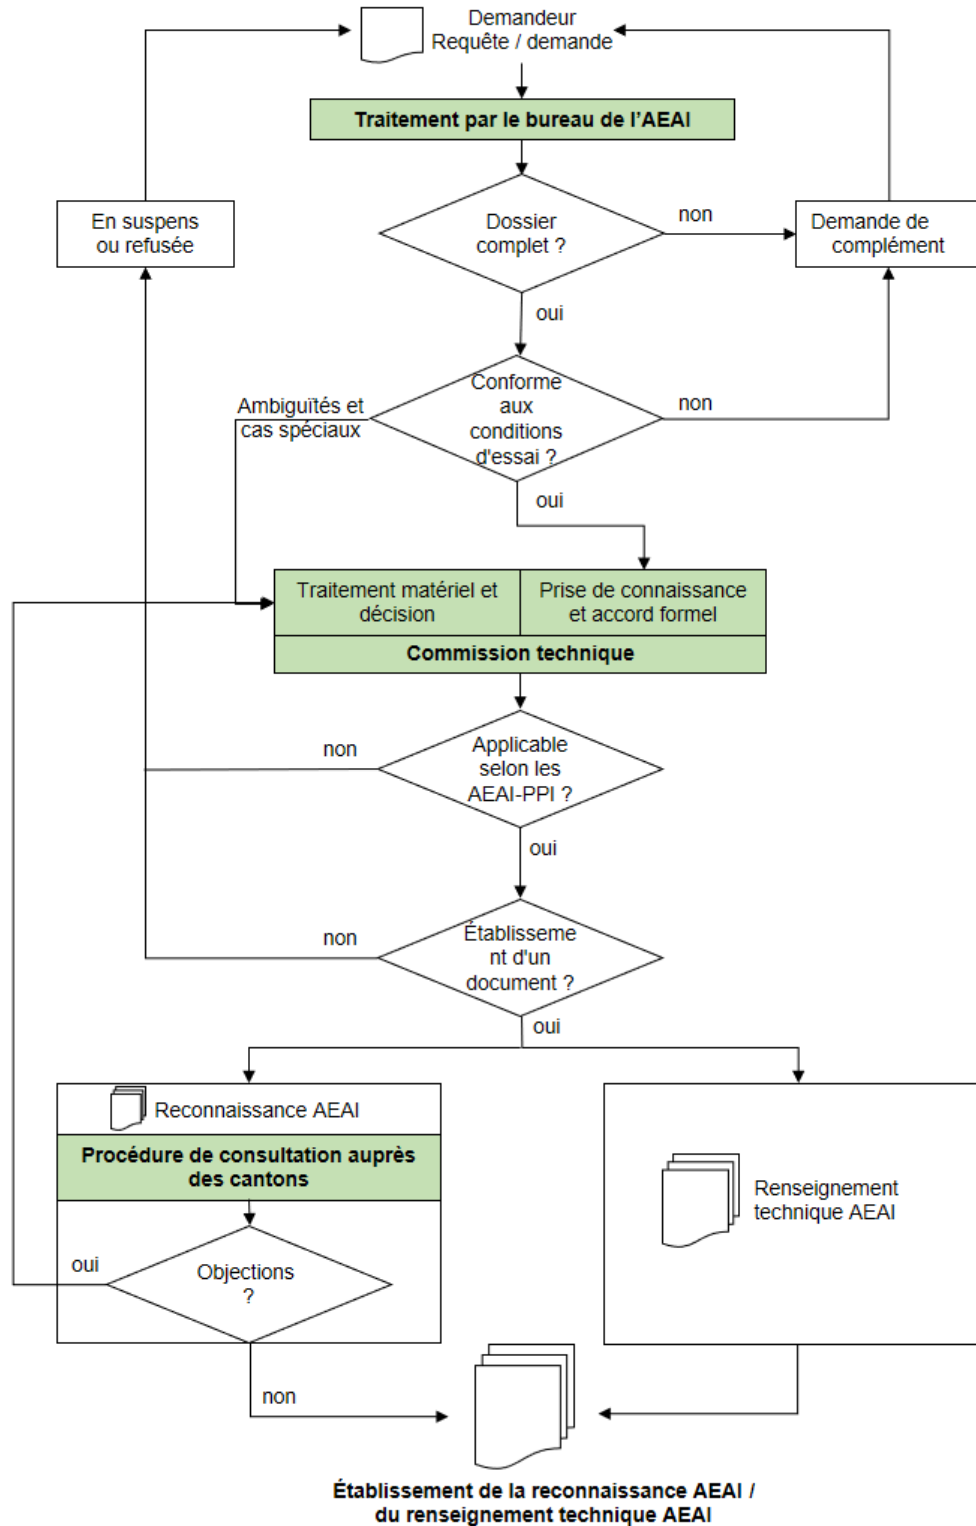 Demandeur
Requête / demande
Traitement par le bureau de l'AEAI
En suspens
ou refusée
Dossier
complet ?
non
Demande de
complément
oui
Ambiguïtés et
cas spéciaux
Conforme
aux
conditions
d'essai ?
non
oui
Traitement matériel et
décision
Prise de connaissance
et accord formel
Commission technique
non
Applicable
selon les
AEAI-PPI ?
oui
non
Établisseme
nt d'un
document ?
oui
Reconnaissance AEAI
Procédure de consultation auprès
des cantons
Renseignement
technique AEAI
oui
Objections
?
non
Établissement de la reconnaissance AEAI /
du renseignement technique AEAI